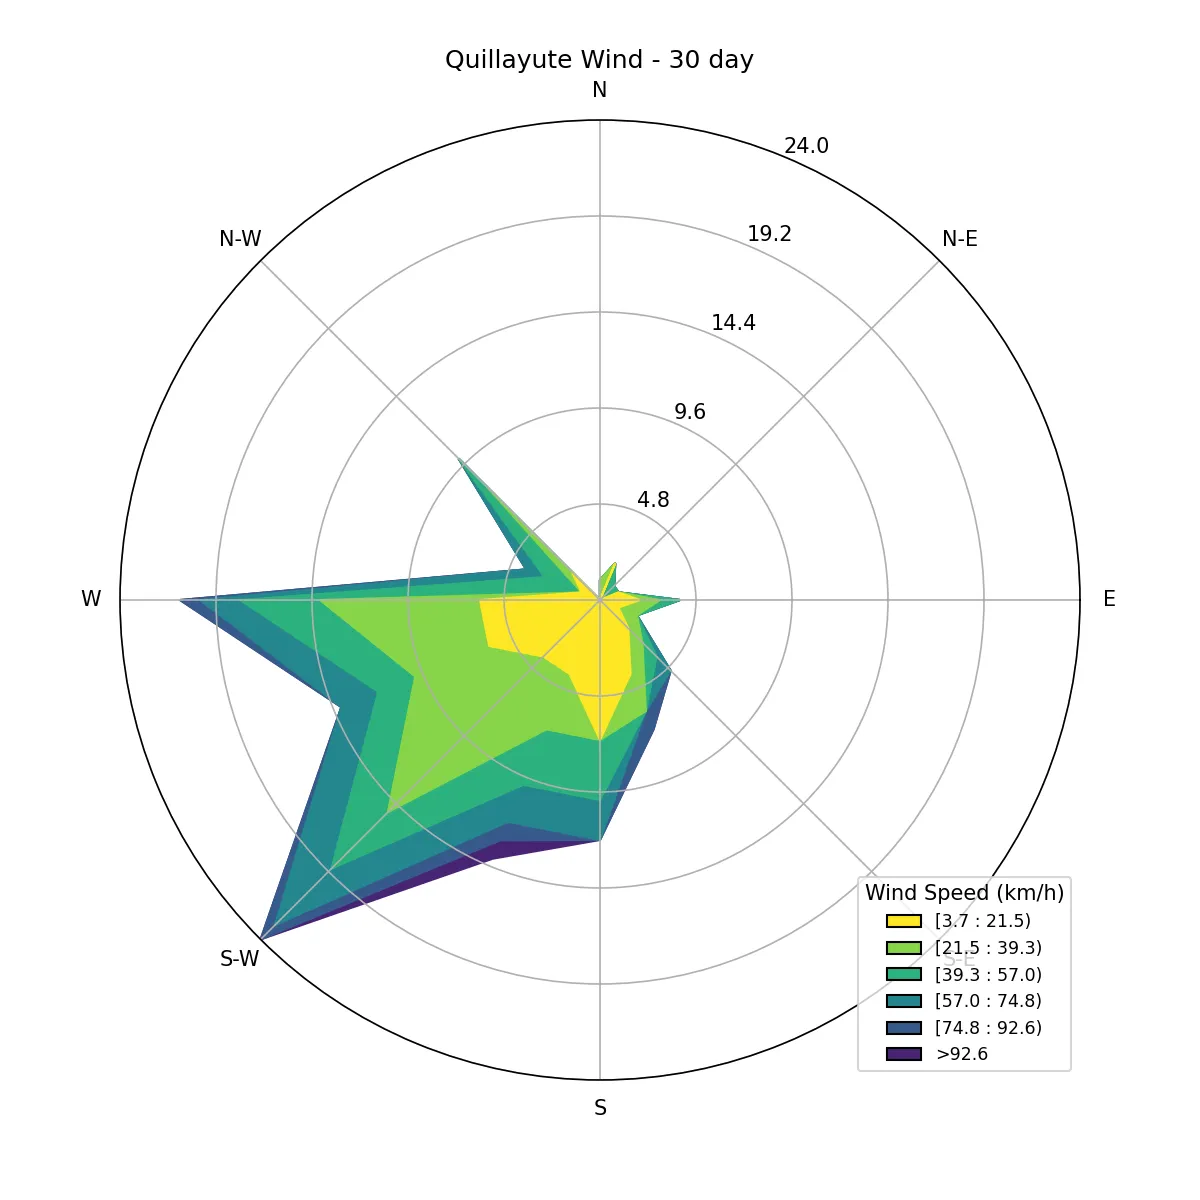 Quillayute Wind - 30 day
N
24.0
N-W
19.2
N-E
14.4
9.6
4.8
W
E
S-W
S-E
S
Wind Speed (km/h)
[3.7 : 21.5)
[21.5 : 39.3)
[39.3 : 57.0)
[57.0 : 74.8)
[74.8 : 92.6)
>92.6